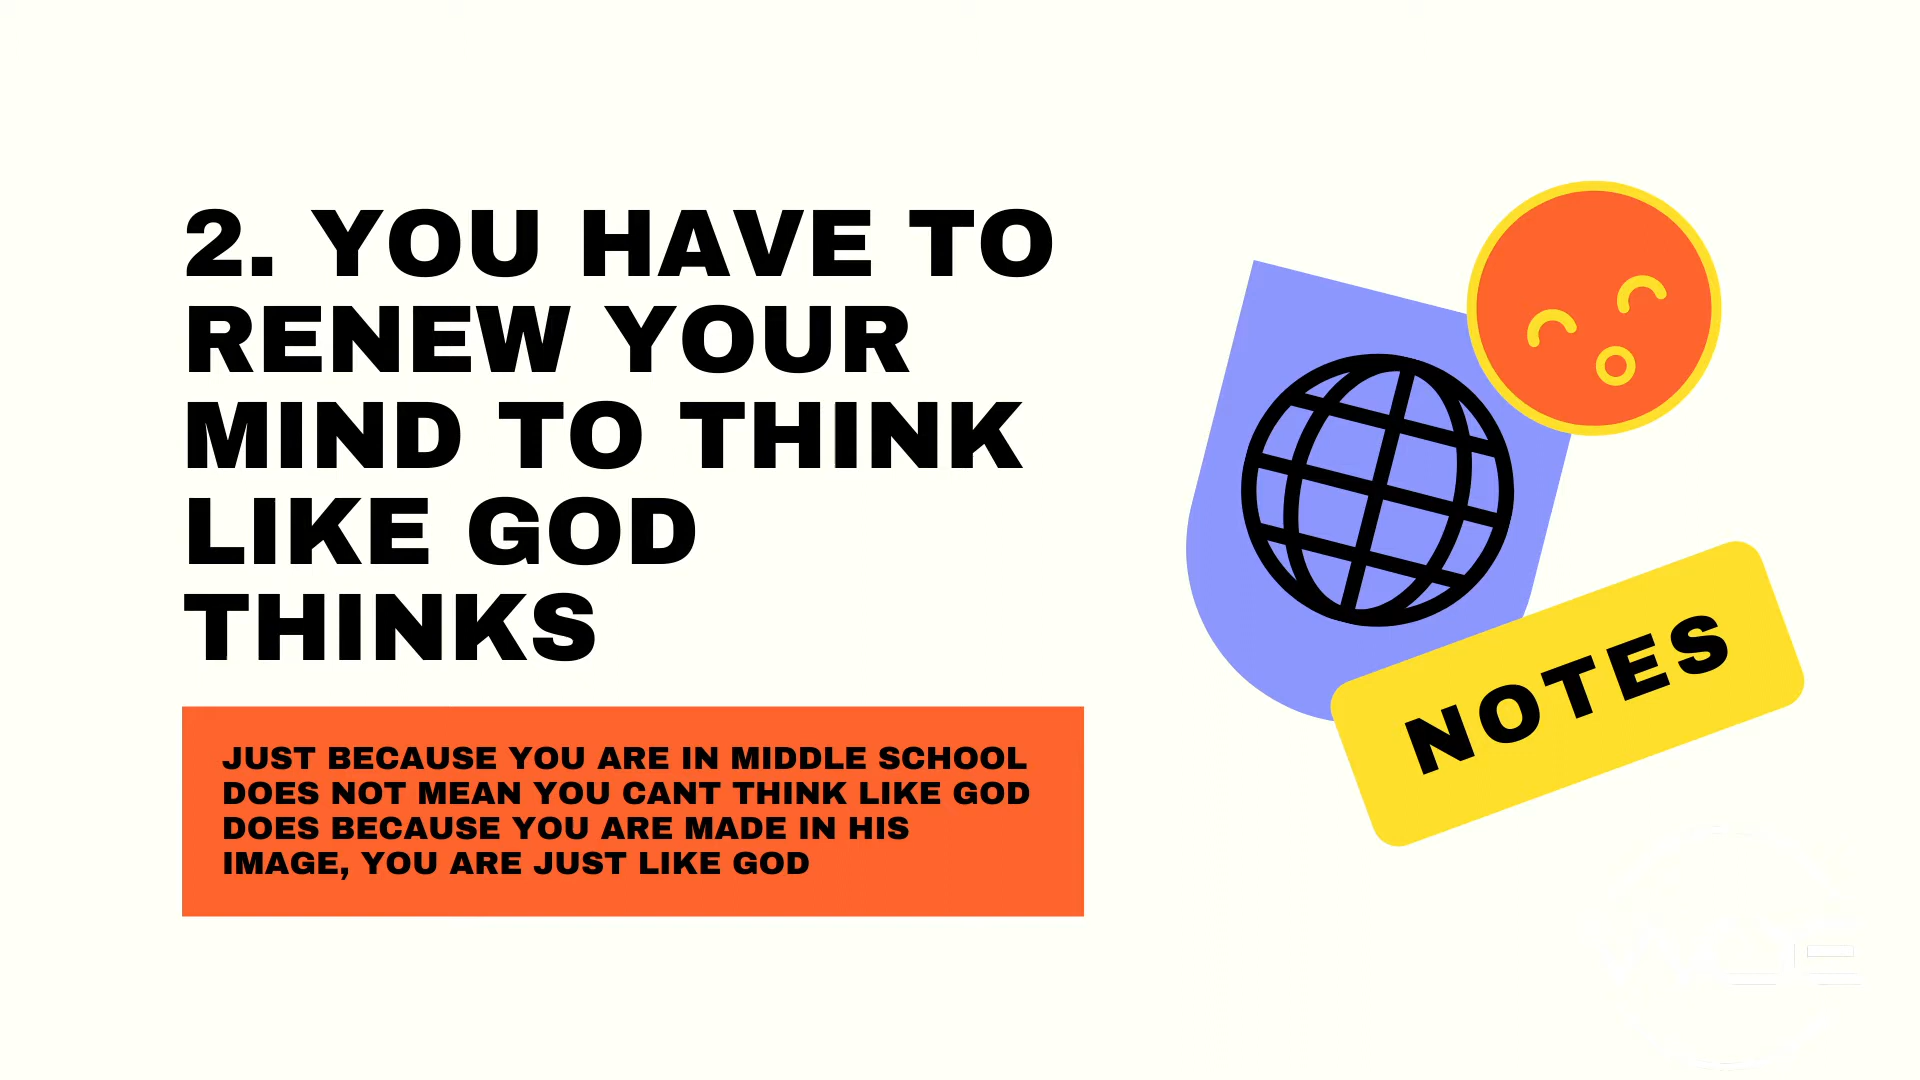 2. YOU HAVE TO
RENEW YOUR
MIND TO THINK
LIKE GOD
THINKS
JUST BECAUSE YOU ARE IN MIDDLE SCHOOL
DOES NOT MEAN YOU CANT THINK LIKE GOD
DOES BECAUSE YOU ARE MADE IN HIS
IMAGE, YOU ARE JUST LIKE GOD
NOTES